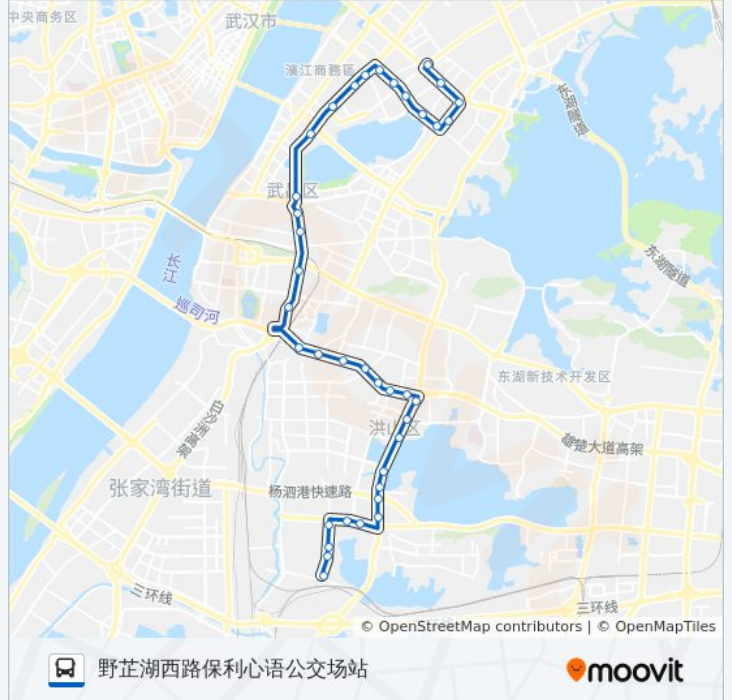 中央商务区
武汉市
濱江商務區
东湖隧道
武昌区
长江
东湖隧道
巡司河
东湖新技术开发区
白沙洲高架
洪山区
雄楚大道高架
张家湾街道
杨泗港快速路
三环线
三环线
© OpenStreetMap contributors | © OpenMapTiles
野芷湖西路保利心语公交场站
moovit